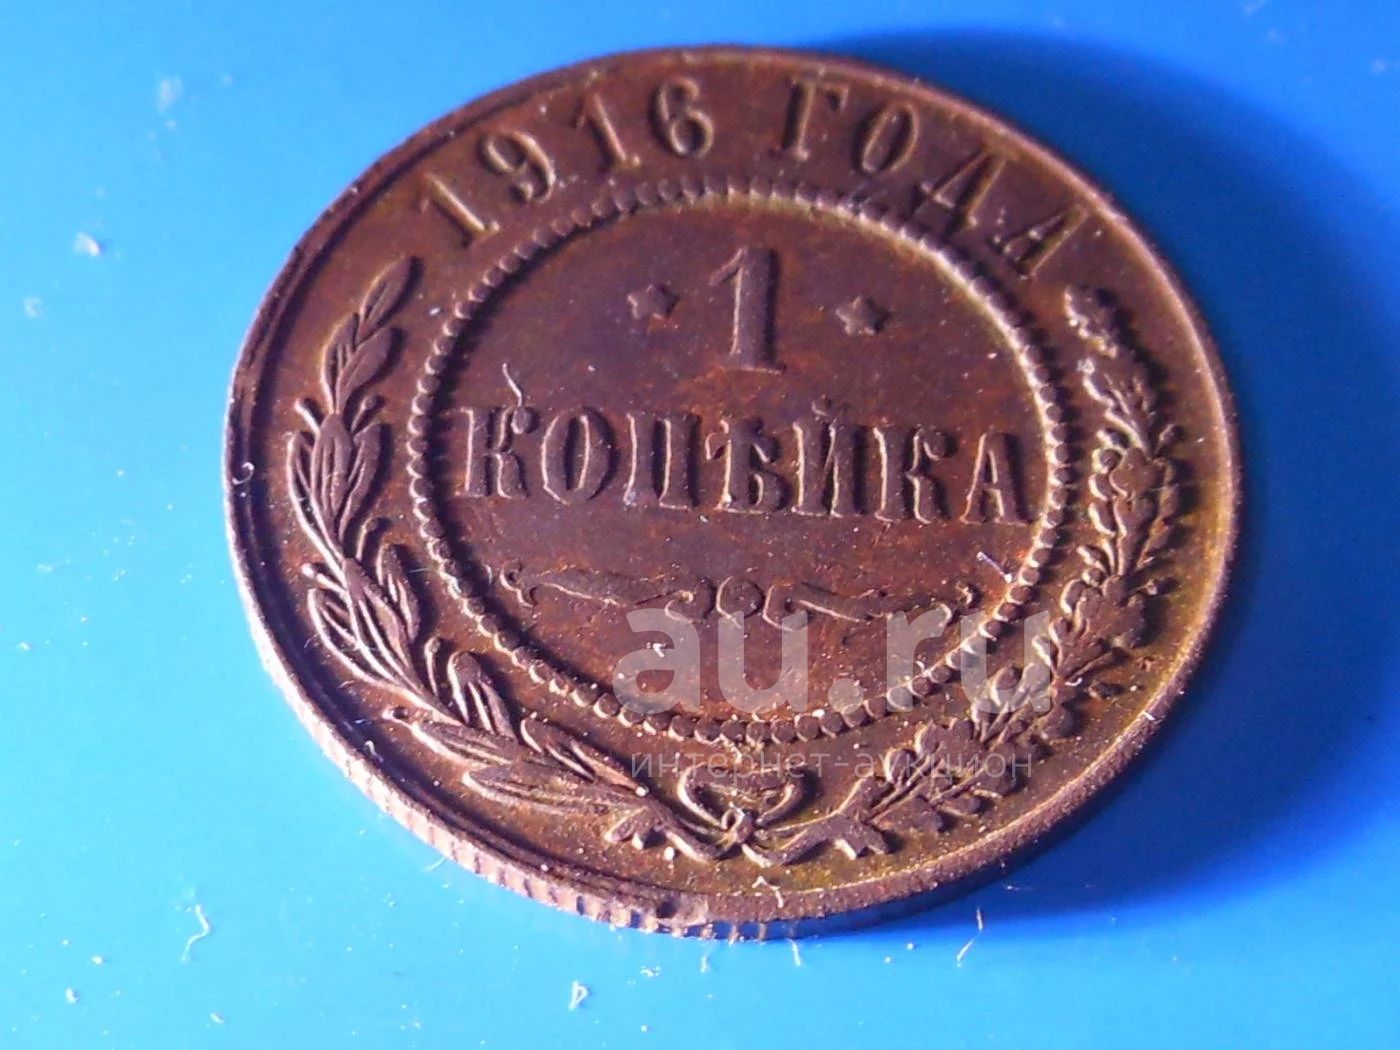 1916 ГОДА
* 1 *
КОПѢЙКА
au.ru
интернет-аукцион